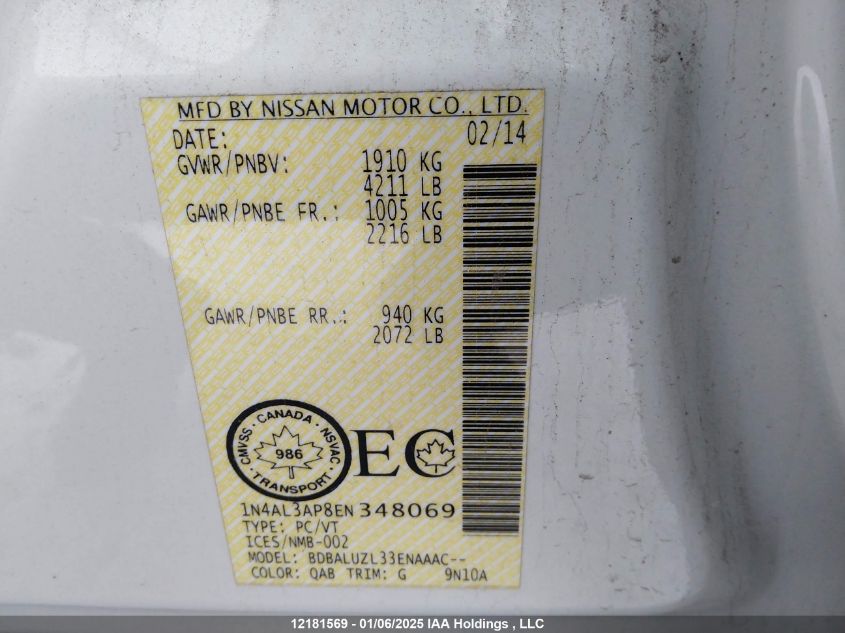 MFD BY NISSAN MOTOR CO., LTD.
DATE: 02/14
GVWR/PNBV: 1910 KG
4211 LB
GAWR/PNBE FR.: 1005 KG
2216 LB
GAWR/PNBE RR.: 940 KG
2072 LB
CMVSS · CANADA · NSVAC
986
· TRANSPORT ·
EC
1N4AL3AP8EN348069
TYPE: PC/VT
ICES/NMB-002
MODEL: BDBALUZL33ENAAAC--
COLOR: QAB TRIM: G 9N10A
12181569 - 01/06/2025 IAA Holdings , LLC